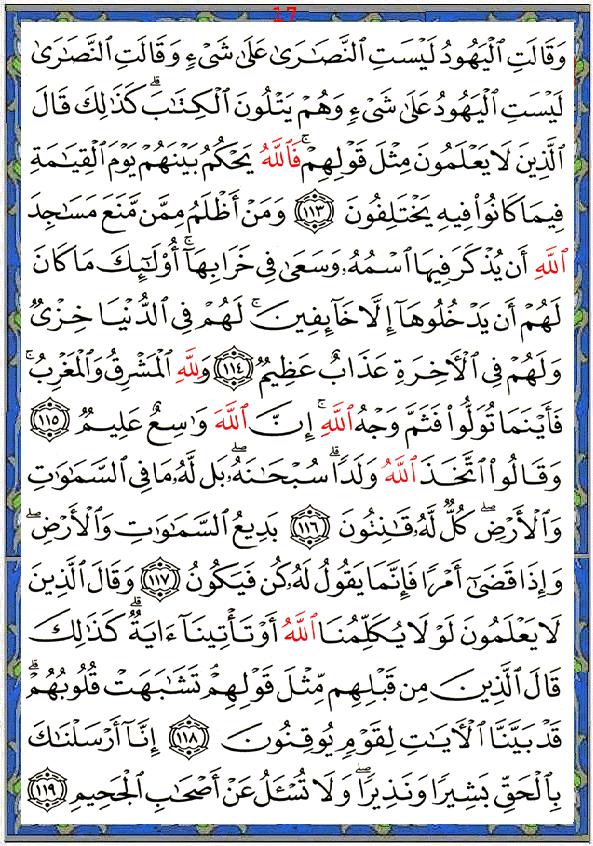 17
وَقَالَتِ ٱلْيَهُودُ لَيْسَتِ ٱلنَّصَٰرَىٰ عَلَىٰ شَىْءٍ وَقَالَتِ ٱلنَّصَٰرَىٰ
لَيْسَتِ ٱلْيَهُودُ عَلَىٰ شَىْءٍ وَهُمْ يَتْلُونَ ٱلْكِتَٰبَۗ كَذَٰلِكَ قَالَ
ٱلَّذِينَ لَا يَعْلَمُونَ مِثْلَ قَوْلِهِمْۚ فَٱللَّهُ يَحْكُمُ بَيْنَهُمْ يَوْمَ ٱلْقِيَٰمَةِ
فِيمَا كَانُوا۟ فِيهِ يَخْتَلِفُونَ ١١٣ وَمَنْ أَظْلَمُ مِمَّن مَّنَعَ مَسَٰجِدَ
ٱللَّهِ أَن يُذْكَرَ فِيهَا ٱسْمُهُۥ وَسَعَىٰ فِى خَرَابِهَآۚ أُو۟لَٰٓئِكَ مَا كَانَ
لَهُمْ أَن يَدْخُلُوهَآ إِلَّا خَآئِفِينَۚ لَهُمْ فِى ٱلدُّنْيَا خِزْىٌ
وَلَهُمْ فِى ٱلْءَاخِرَةِ عَذَابٌ عَظِيمٌ ١١٤ وَلِلَّهِ ٱلْمَشْرِقُ وَٱلْمَغْرِبُۚ
فَأَيْنَمَا تُوَلُّوا۟ فَثَمَّ وَجْهُ ٱللَّهِۚ إِنَّ ٱللَّهَ وَٰسِعٌ عَلِيمٌ ١١٥
وَقَالُوا۟ ٱتَّخَذَ ٱللَّهُ وَلَدًاۗ سُبْحَٰنَهُۥۖ بَل لَّهُۥ مَا فِى ٱلسَّمَٰوَٰتِ
وَٱلْأَرْضِۖ كُلٌّ لَّهُۥ قَٰنِتُونَ ١١٦ بَدِيعُ ٱلسَّمَٰوَٰتِ وَٱلْأَرْضِۖ
وَإِذَا قَضَىٰٓ أَمْرًا فَإِنَّمَا يَقُولُ لَهُۥ كُن فَيَكُونُ ١١٧ وَقَالَ ٱلَّذِينَ
لَا يَعْلَمُونَ لَوْلَا يُكَلِّمُنَا ٱللَّهُ أَوْ تَأْتِينَآ ءَايَةٌۗ كَذَٰلِكَ
قَالَ ٱلَّذِينَ مِن قَبْلِهِم مِّثْلَ قَوْلِهِمْۘ تَشَٰبَهَتْ قُلُوبُهُمْۗ
قَدْ بَيَّنَّا ٱلْءَايَٰتِ لِقَوْمٍ يُوقِنُونَ ١١٨ إِنَّآ أَرْسَلْنَٰكَ
بِٱلْحَقِّ بَشِيرًا وَنَذِيرًاۖ وَلَا تُسْـَٔلُ عَنْ أَصْحَٰبِ ٱلْجَحِيمِ ١١٩